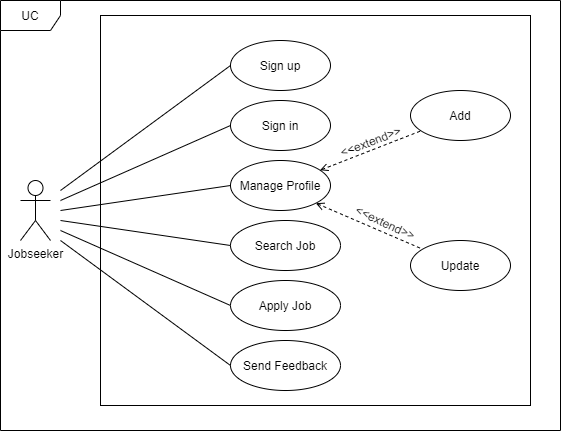 UC
Sign up
Add
Sign in
<<extend>>
Manage Profile
<<extend>>
Jobseeker
Search Job
Update
Apply Job
Send Feedback